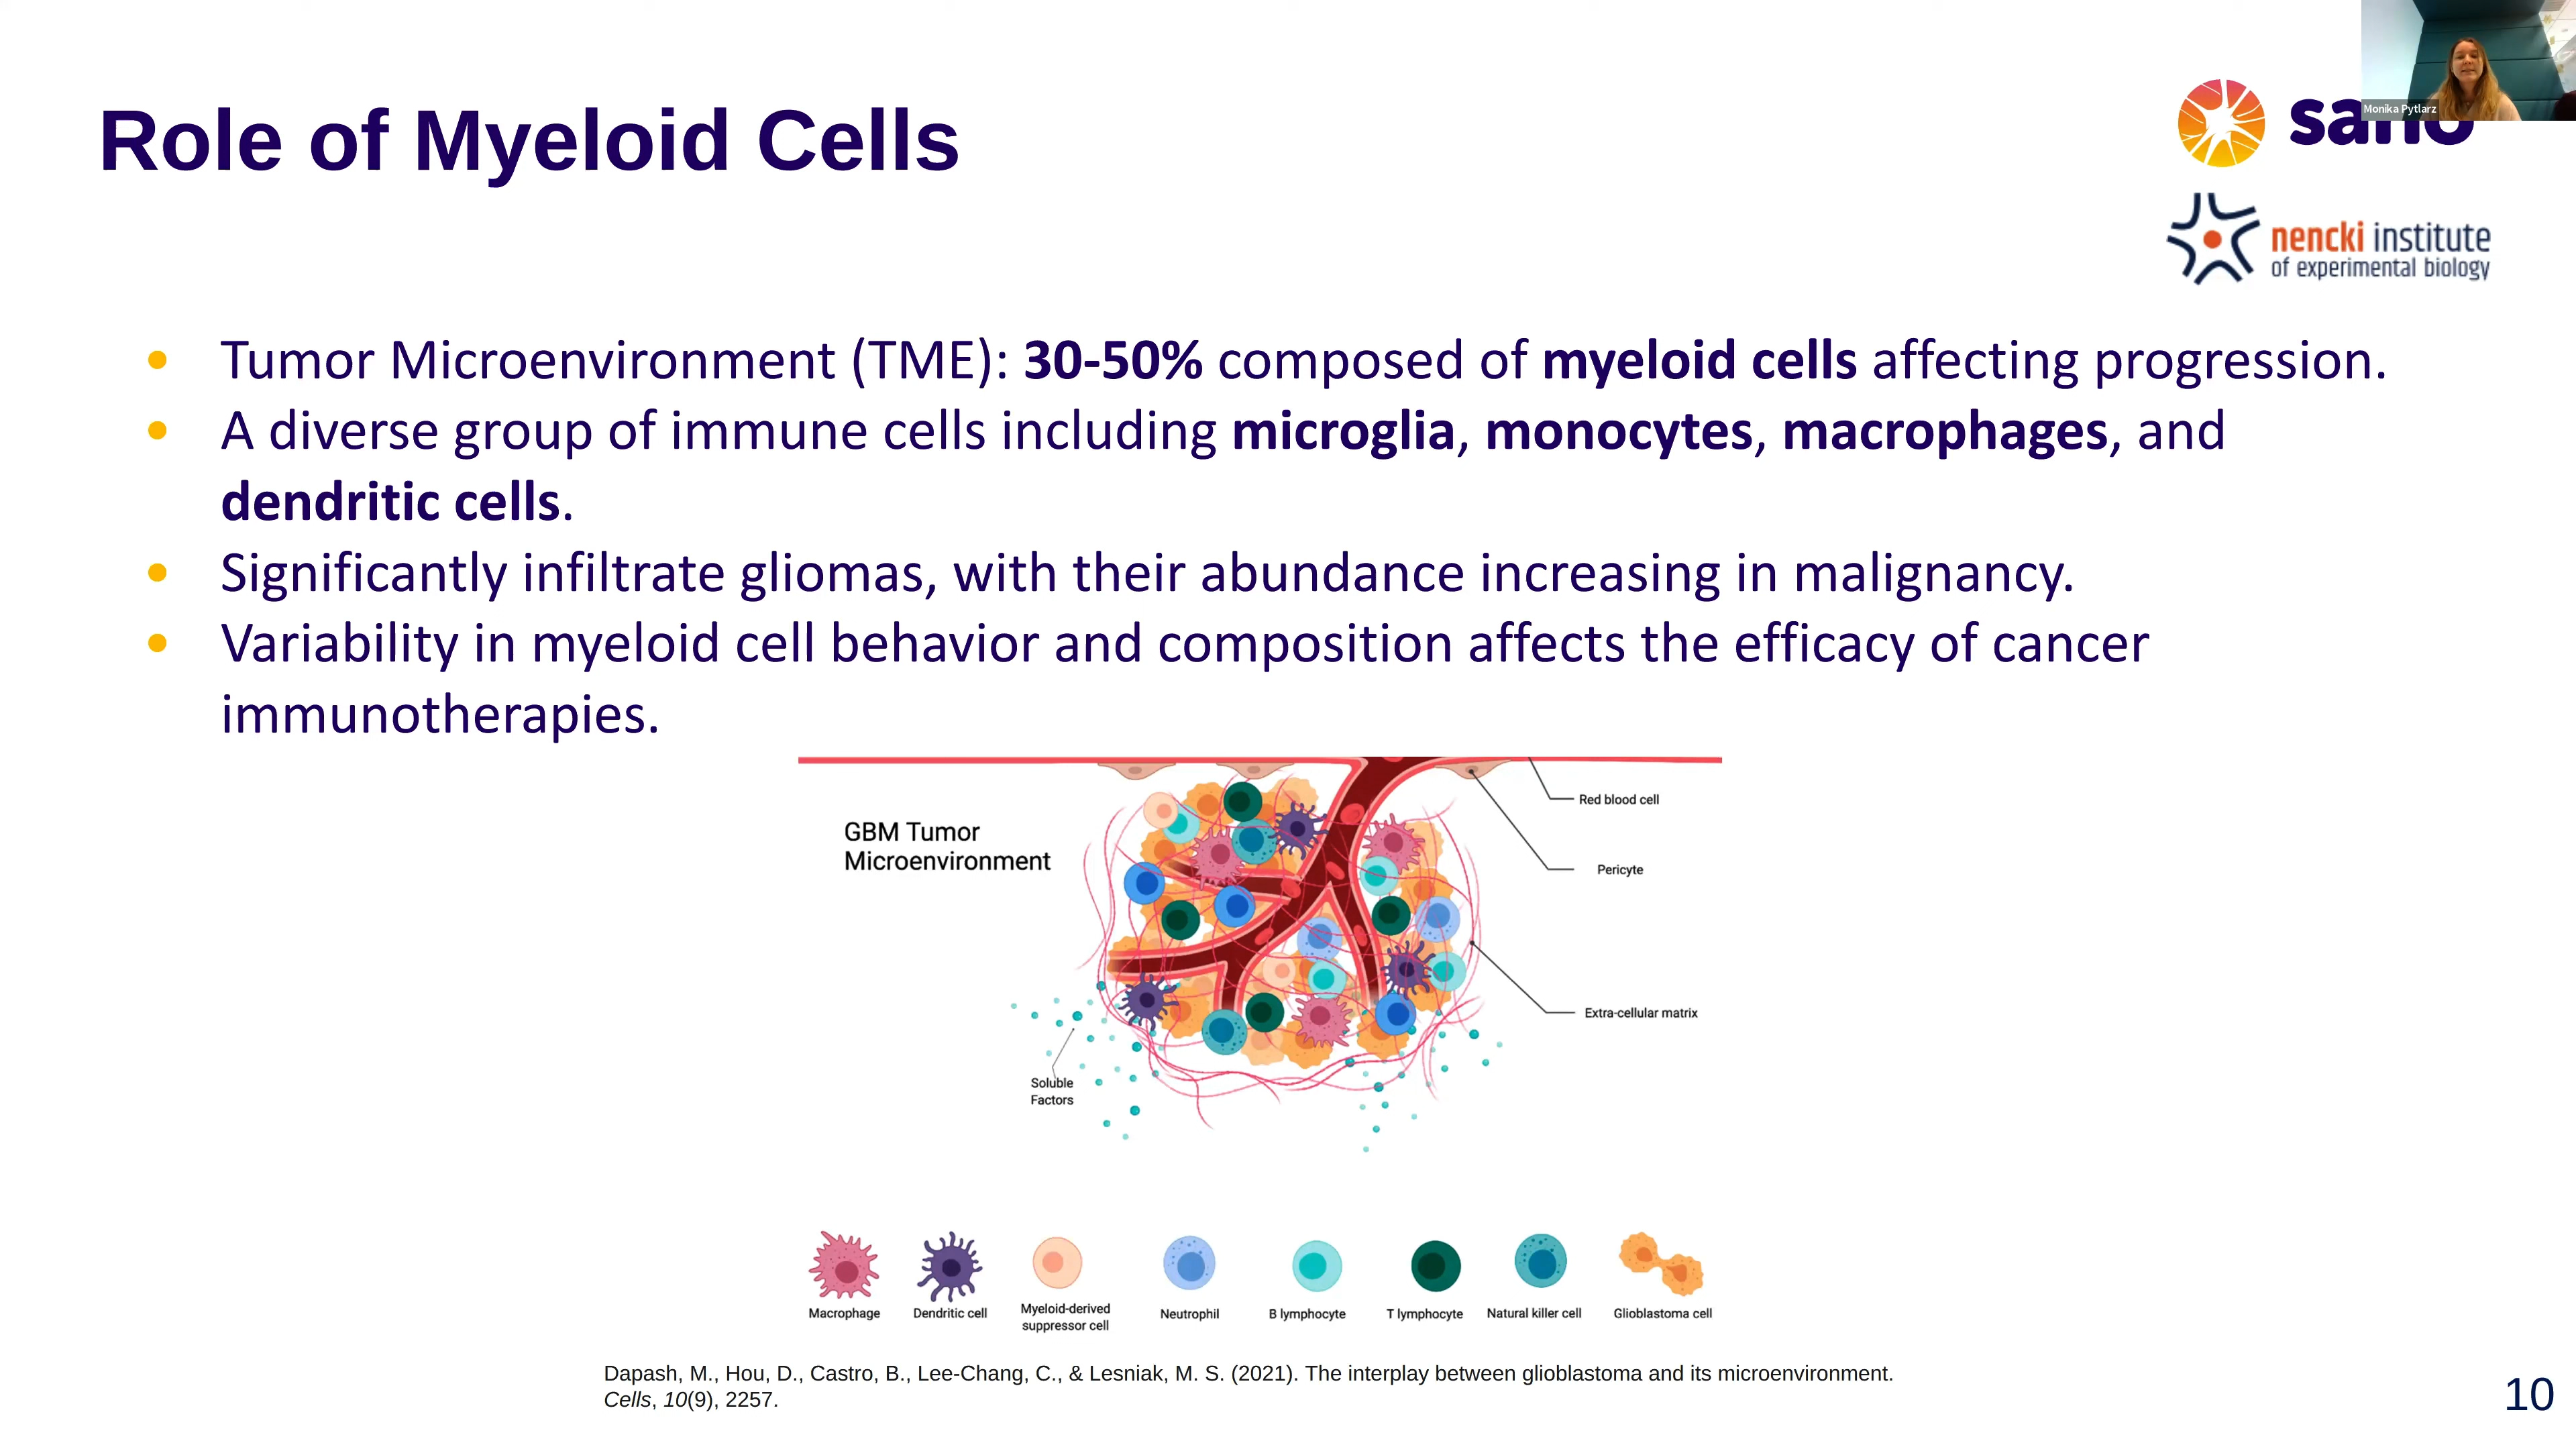 Role of Myeloid Cells
Monika Pytlarz
sano
nencki institute
of experimental biology
• Tumor Microenvironment (TME): 30-50% composed of myeloid cells affecting progression.
• A diverse group of immune cells including microglia, monocytes, macrophages, and
dendritic cells.
• Significantly infiltrate gliomas, with their abundance increasing in malignancy.
• Variability in myeloid cell behavior and composition affects the efficacy of cancer
immunotherapies.
GBM Tumor
Microenvironment
Red blood cell
Pericyte
Extra-cellular matrix
Soluble
Factors
Macrophage
Dendritic cell
Myeloid-derived
suppressor cell
Neutrophil
B lymphocyte
T lymphocyte
Natural killer cell
Glioblastoma cell
Dapash, M., Hou, D., Castro, B., Lee-Chang, C., & Lesniak, M. S. (2021). The interplay between glioblastoma and its microenvironment.
Cells, 10(9), 2257.
10